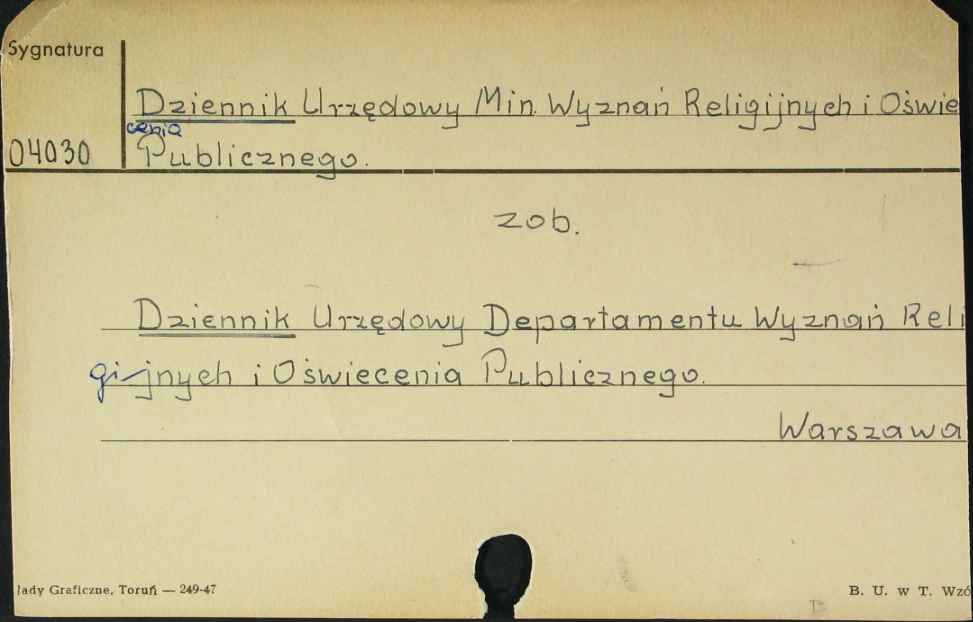 Sygnatura
Dziennik Urzędowy Min. Wyznań Religijnych i Oświe
cenia
04030 Publicznego.
zob.
Dziennik Urzędowy Departamentu Wyznań Reli
gijnych i Oświecenia Publicznego.
Warszawa
łady Graficzne, Toruń — 249-47
B. U. w T. Wzó